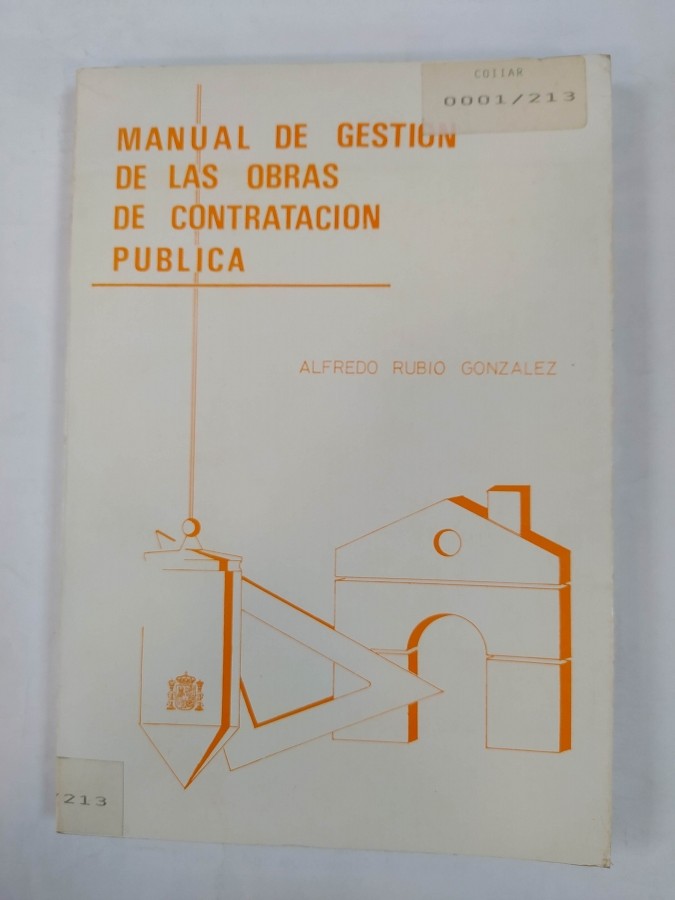 COIIAR
0001/213
MANUAL DE GESTION
DE LAS OBRAS
DE CONTRATACION
PUBLICA
ALFREDO RUBIO GONZALEZ
/213